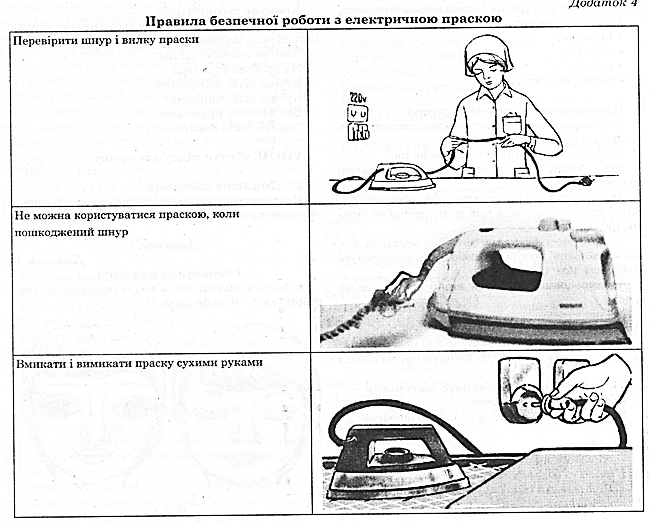 Додаток 4
Правила безпечної роботи з електричною праскою
Перевірити шнур і вилку праски
220v
Не можна користуватися праскою, коли
пошкоджений шнур
Вмикати і вимикати праску сухими руками